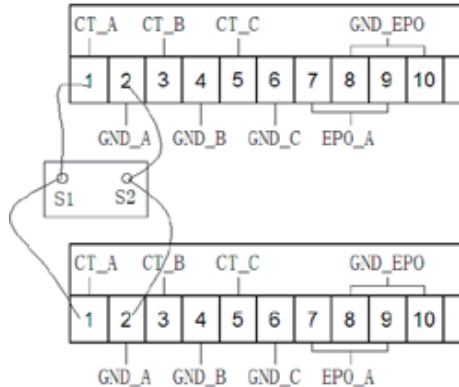 CT_A CT_B CT_C GND_EPO
1 2 3 4 5 6 7 8 9 10
GND_A GND_B GND_C EPO_A
S1 S2
CT_A CT_B CT_C GND_EPO
1 2 3 4 5 6 7 8 9 10
GND_A GND_B GND_C EPO_A